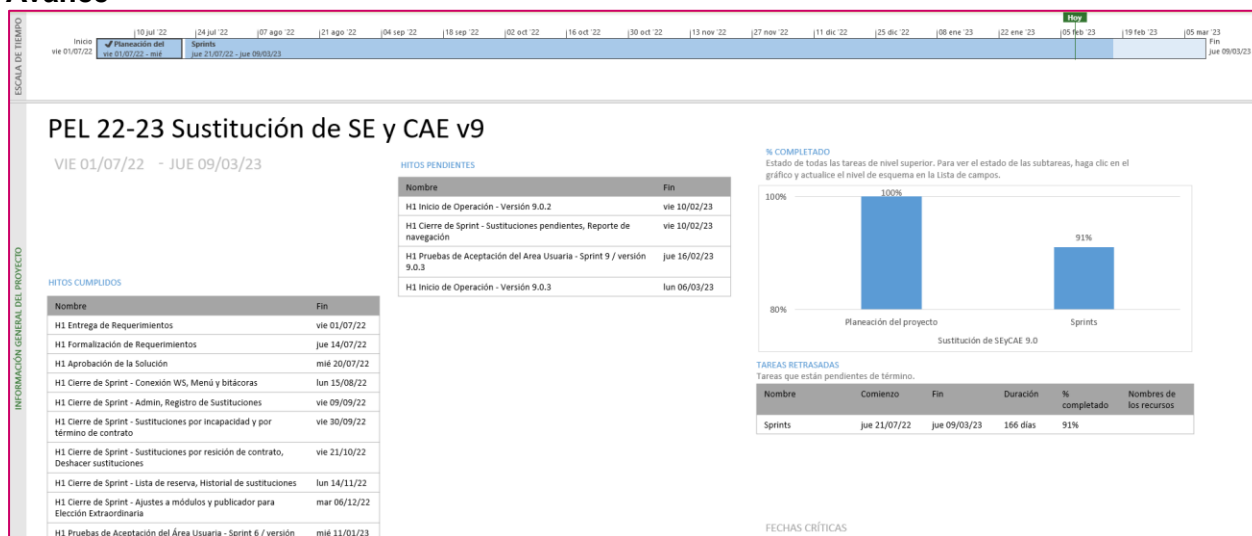 Avance
ESCALA DE TIEMPO
Hoy
10 jul '22 24 jul '22 07 ago '22 21 ago '22 04 sep '22 18 sep '22 02 oct '22 16 oct '22 30 oct '22 13 nov '22 27 nov '22 11 dic '22 25 dic '22 08 ene '23 22 ene '23 05 feb '23 19 feb '23 05 mar '23
Inicio
vie 01/07/22
Planeación del
vie 01/07/22 - mié
Sprints
jue 21/07/22 - jue 09/03/23
Fin
jue 09/03/23
INFORMACIÓN GENERAL DEL PROYECTO
PEL 22-23 Sustitución de SE y CAE v9
VIE 01/07/22 - JUE 09/03/23
HITOS CUMPLIDOS
Nombre Fin
H1 Entrega de Requerimientos vie 01/07/22
H1 Formalización de Requerimientos jue 14/07/22
H1 Aprobación de la Solución mié 20/07/22
H1 Cierre de Sprint - Conexión WS, Menú y bitácoras lun 15/08/22
H1 Cierre de Sprint - Admin, Registro de Sustituciones vie 09/09/22
H1 Cierre de Sprint - Sustituciones por incapacidad y por vie 30/09/22
término de contrato
H1 Cierre de Sprint - Sustituciones por resición de contrato, vie 21/10/22
Deshacer sustituciones
H1 Cierre de Sprint - Lista de reserva, Historial de sustituciones lun 14/11/22
H1 Cierre de Sprint - Ajustes a módulos y publicador para mar 06/12/22
Elección Extraordinaria
H1 Pruebas de Aceptación del Área Usuaria - Sprint 6 / versión mié 11/01/23
HITOS PENDIENTES
Nombre Fin
H1 Inicio de Operación - Versión 9.0.2 vie 10/02/23
H1 Cierre de Sprint - Sustituciones pendientes, Reporte de vie 10/02/23
navegación
H1 Pruebas de Aceptación del Area Usuaria - Sprint 9 / versión jue 16/02/23
9.0.3
H1 Inicio de Operación - Versión 9.0.3 lun 06/03/23
% COMPLETADO
Estado de todas las tareas de nivel superior. Para ver el estado de las subtareas, haga clic en el
gráfico y actualice el nivel de esquema en la Lista de campos.
100%
100%
91%
80%
Planeación del proyecto Sprints
Sustitución de SEyCAE 9.0
TAREAS RETRASADAS
Tareas que están pendientes de término.
Nombre Comienzo Fin Duración % Nombres de
completado los recursos
Sprints jue 21/07/22 jue 09/03/23 166 días 91%
FECHAS CRÍTICAS